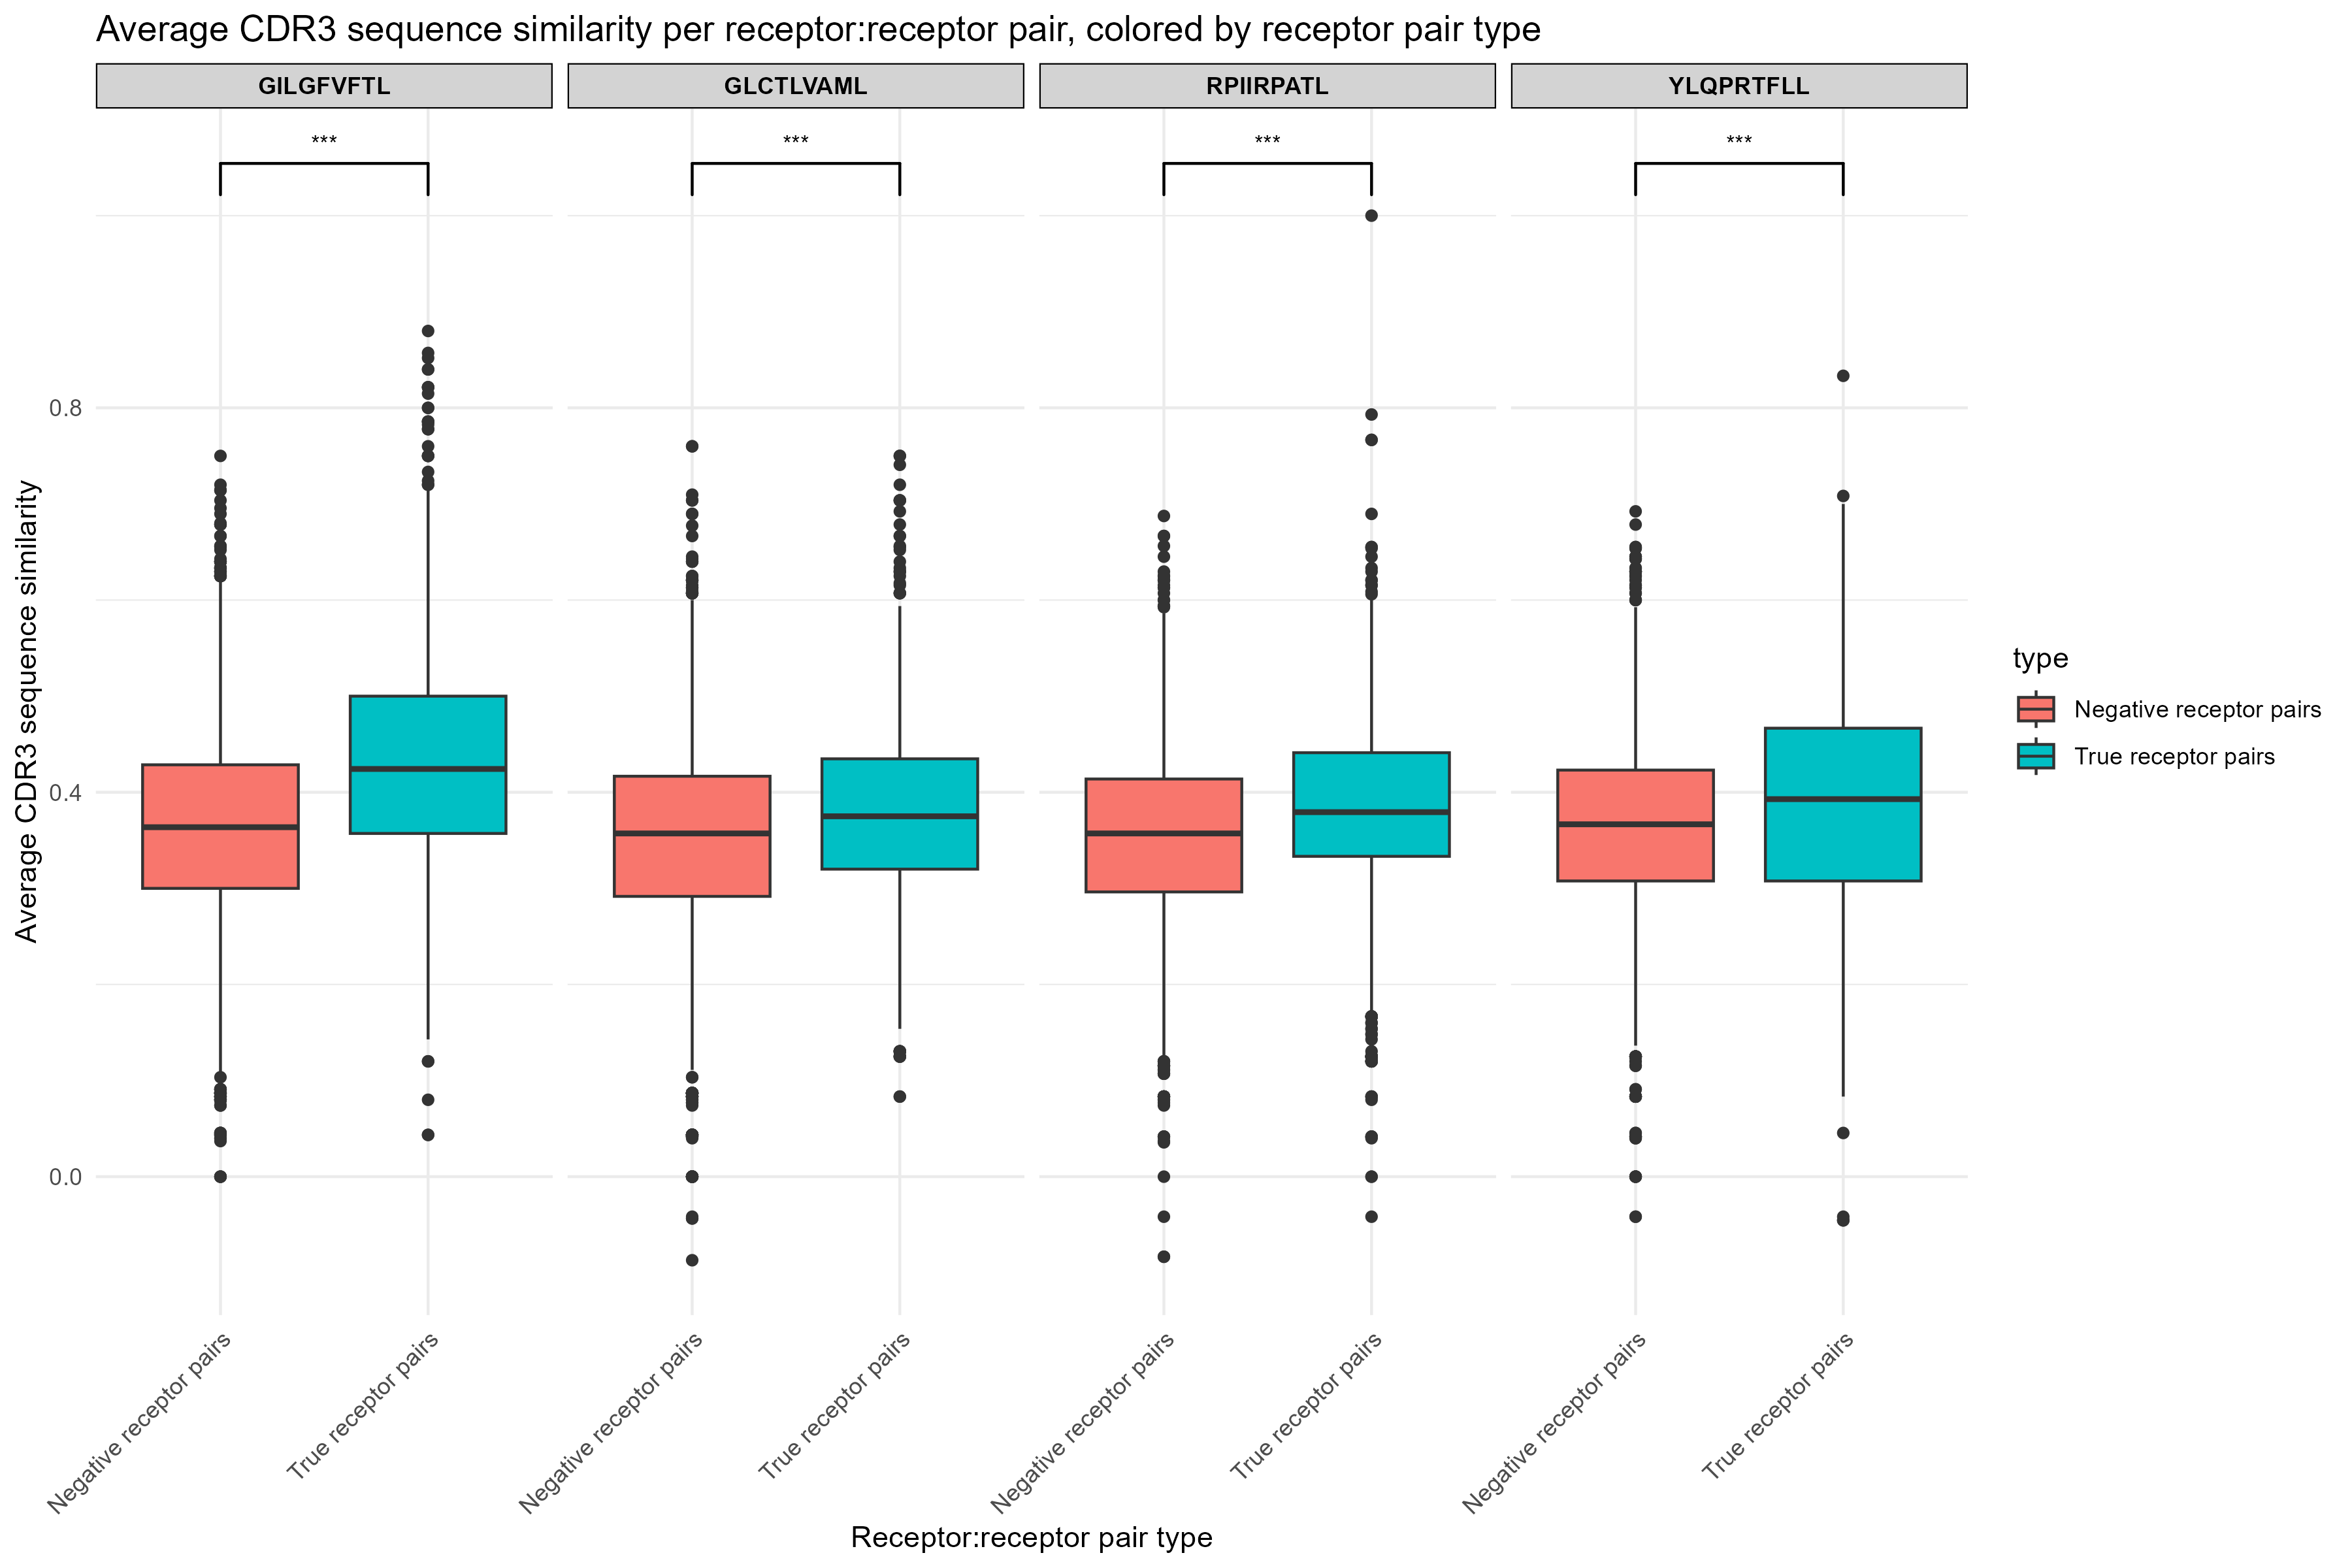 Average CDR3 sequence similarity per receptor:receptor pair, colored by receptor pair type
GILGFVFTL
GLCTLVAML
RPIIRPATL
YLQPRTFLL
***
***
***
***
Average CDR3 sequence similarity
0.8
0.4
0.0
type
Negative receptor pairs
True receptor pairs
Negative receptor pairs
True receptor pairs
Negative receptor pairs
True receptor pairs
Negative receptor pairs
True receptor pairs
Negative receptor pairs
True receptor pairs
Receptor:receptor pair type